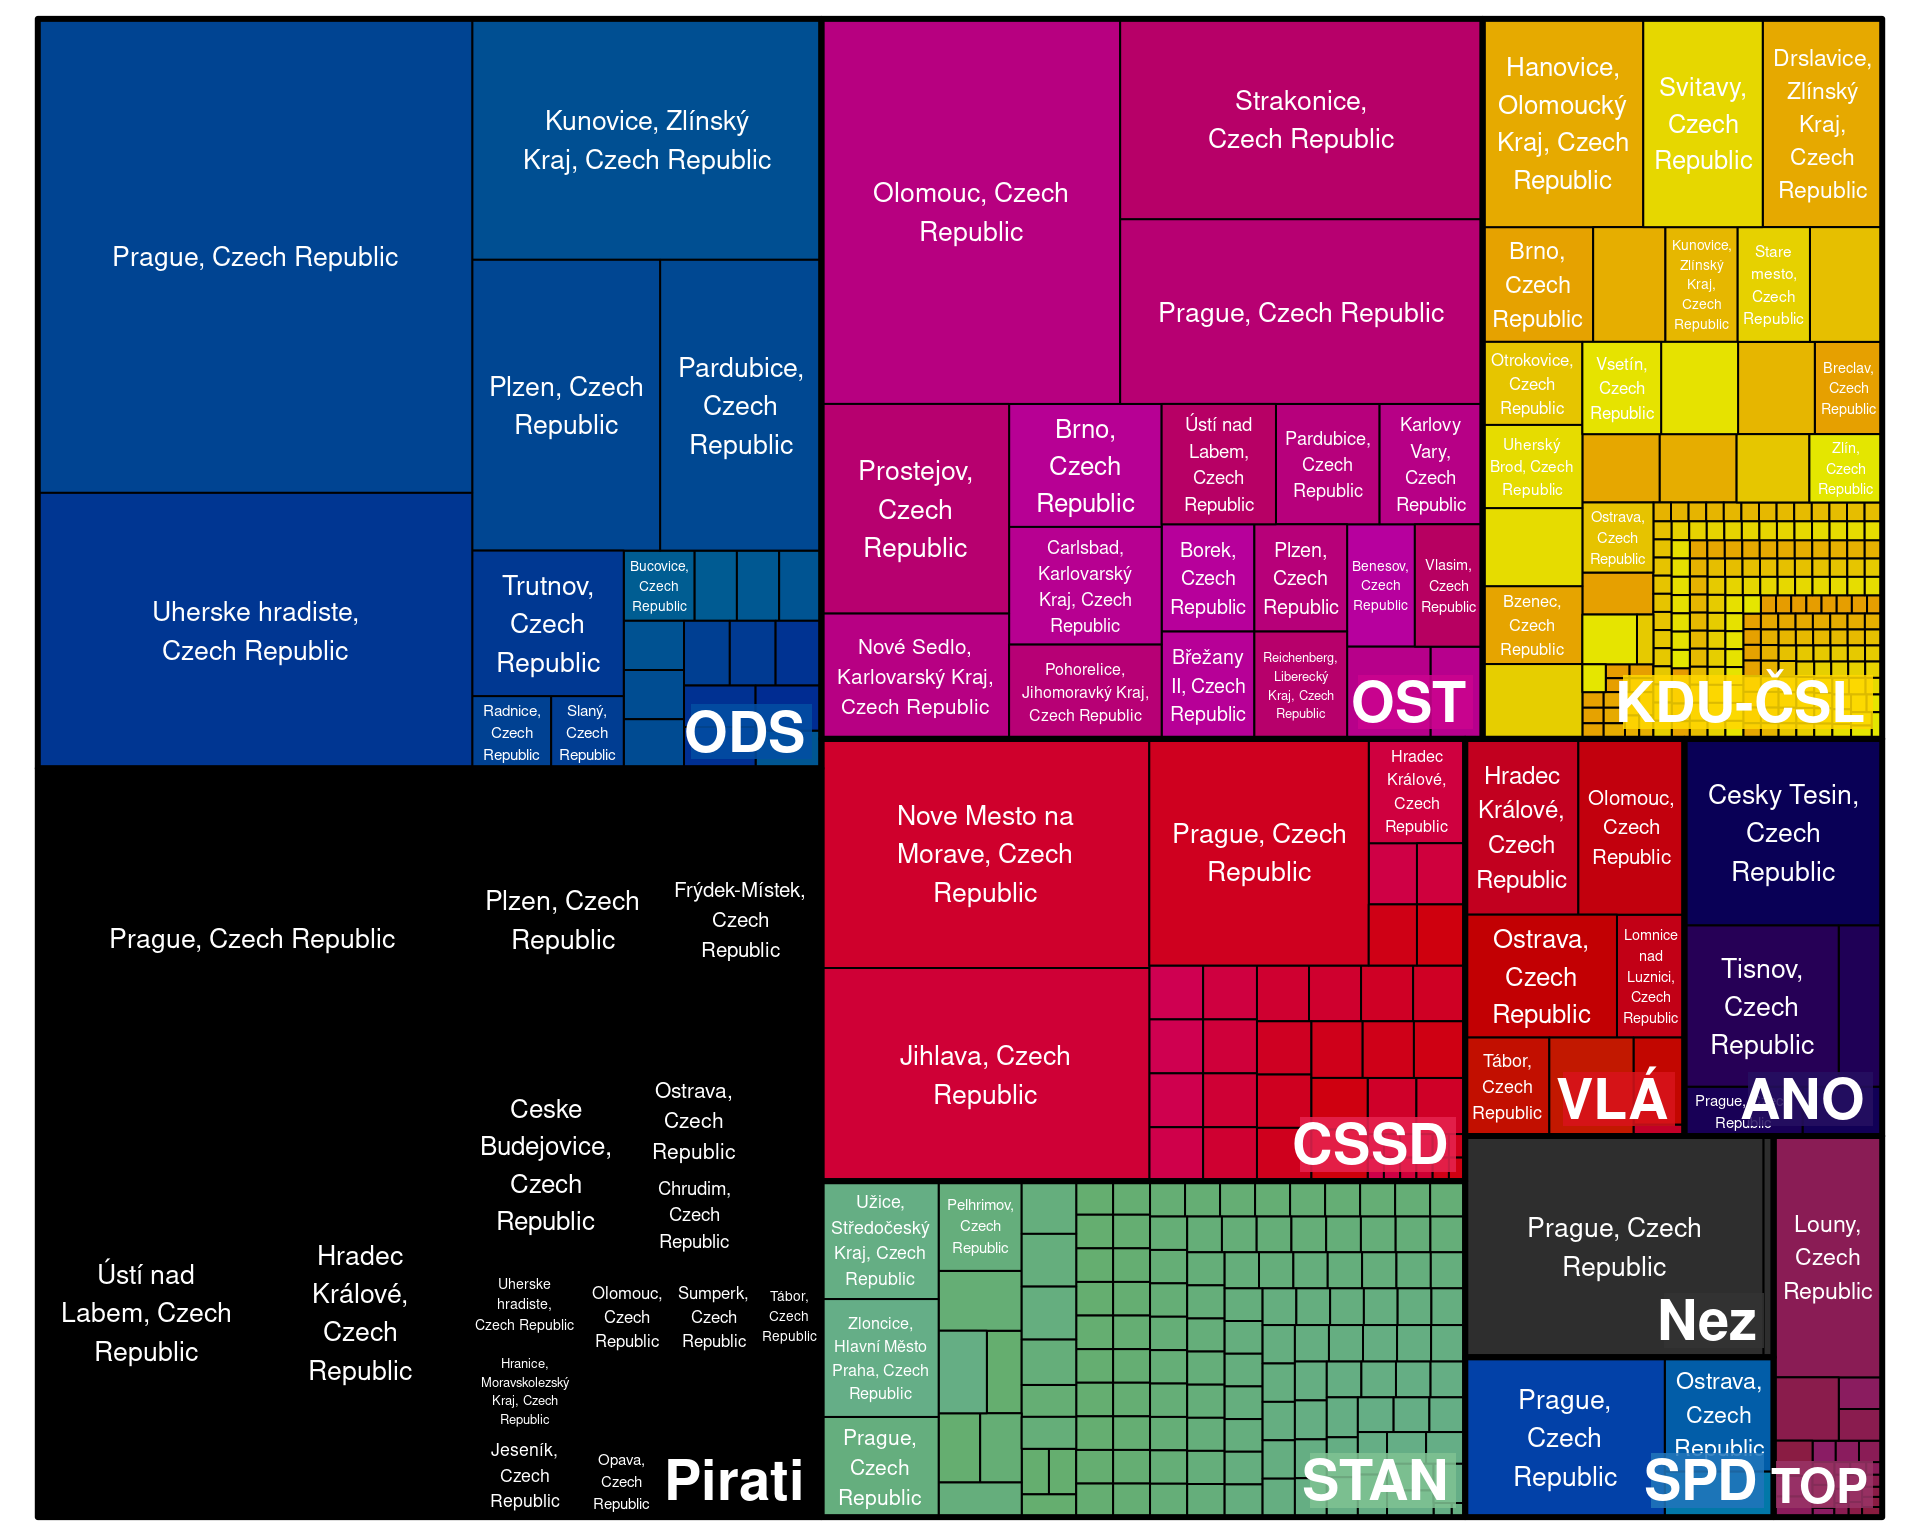 Prague, Czech Republic
Kunovice, Zlínský
Kraj, Czech Republic
Plzen, Czech
Republic
Pardubice,
Czech
Republic
Uherske hradiste,
Czech Republic
Trutnov,
Czech
Republic
Bucovice,
Czech
Republic
Radnice,
Czech
Republic
Slaný,
Czech
Republic
ODS
Olomouc, Czech
Republic
Strakonice,
Czech Republic
Prague, Czech Republic
Prostejov,
Czech
Republic
Brno,
Czech
Republic
Ústí nad
Labem,
Czech
Republic
Pardubice,
Czech
Republic
Karlovy
Vary,
Czech
Republic
Carlsbad,
Karlovarský
Kraj, Czech
Republic
Borek,
Czech
Republic
Plzen,
Czech
Republic
Benesov,
Czech
Republic
Vlasim,
Czech
Republic
Nové Sedlo,
Karlovarský Kraj,
Czech Republic
Pohorelice,
Jihomoravký Kraj,
Czech Republic
Břežany
II, Czech
Republic
Reichenberg,
Liberecký
Kraj, Czech
Republic
OST
Hanovice,
Olomoucký
Kraj, Czech
Republic
Svitavy,
Czech
Republic
Drslavice,
Zlínský
Kraj,
Czech
Republic
Brno,
Czech
Republic
Kunovice,
Zlínský
Kraj,
Czech
Republic
Stare
mesto,
Czech
Republic
Otrokovice,
Czech
Republic
Vsetín,
Czech
Republic
Breclav,
Czech
Republic
Uherský
Brod, Czech
Republic
Zlín,
Czech
Republic
Ostrava,
Czech
Republic
Bzenec,
Czech
Republic
KDU-ČSL
Prague, Czech Republic
Plzen, Czech
Republic
Frýdek-Místek,
Czech
Republic
Ceske
Budejovice,
Czech
Republic
Ostrava,
Czech
Republic
Chrudim,
Czech
Republic
Ústí nad
Labem, Czech
Republic
Hradec
Králové,
Czech
Republic
Uherske
hradiste,
Czech Republic
Olomouc,
Czech
Republic
Sumperk,
Czech
Republic
Tábor,
Czech
Republic
Hranice,
Moravskolezský
Kraj, Czech
Republic
Jeseník,
Czech
Republic
Opava,
Czech
Republic
Pirati
Nove Mesto na
Morave, Czech
Republic
Prague, Czech
Republic
Hradec
Králové,
Czech
Republic
Jihlava, Czech
Republic
CSSD
Hradec
Králové,
Czech
Republic
Olomouc,
Czech
Republic
Ostrava,
Czech
Republic
Lomnice
nad
Luznici,
Czech
Republic
Tábor,
Czech
Republic
VLÁ
Cesky Tesin,
Czech
Republic
Tisnov,
Czech
Republic
Prague,
Republic
ANO
Užice,
Středočeský
Kraj, Czech
Republic
Pelhrimov,
Czech
Republic
Zloncice,
Hlavní Město
Praha, Czech
Republic
Prague,
Czech
Republic
STAN
Prague, Czech
Republic
Nez
Louny,
Czech
Republic
TOP
Prague,
Czech
Republic
Ostrava,
Czech
Republic
SPD